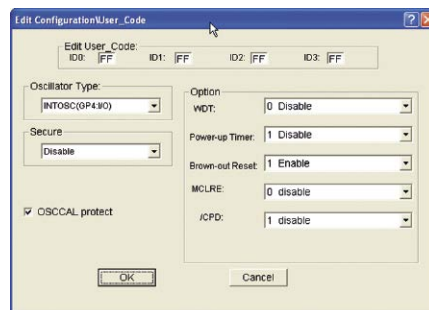 Edit Configuration\User_Code
Edit User_Code:
ID0: FF ID1: FF ID2: FF ID3: FF
Oscillator Type:
INTOSC(GP4:I/O)
Secure
Disable
OSCCAL protect
Option
WDT: 0 Disable
Power-up Timer: 1 Disable
Brown-out Reset: 1 Enable
MCLRE: 0 disable
/CPD: 1 disable
OK Cancel